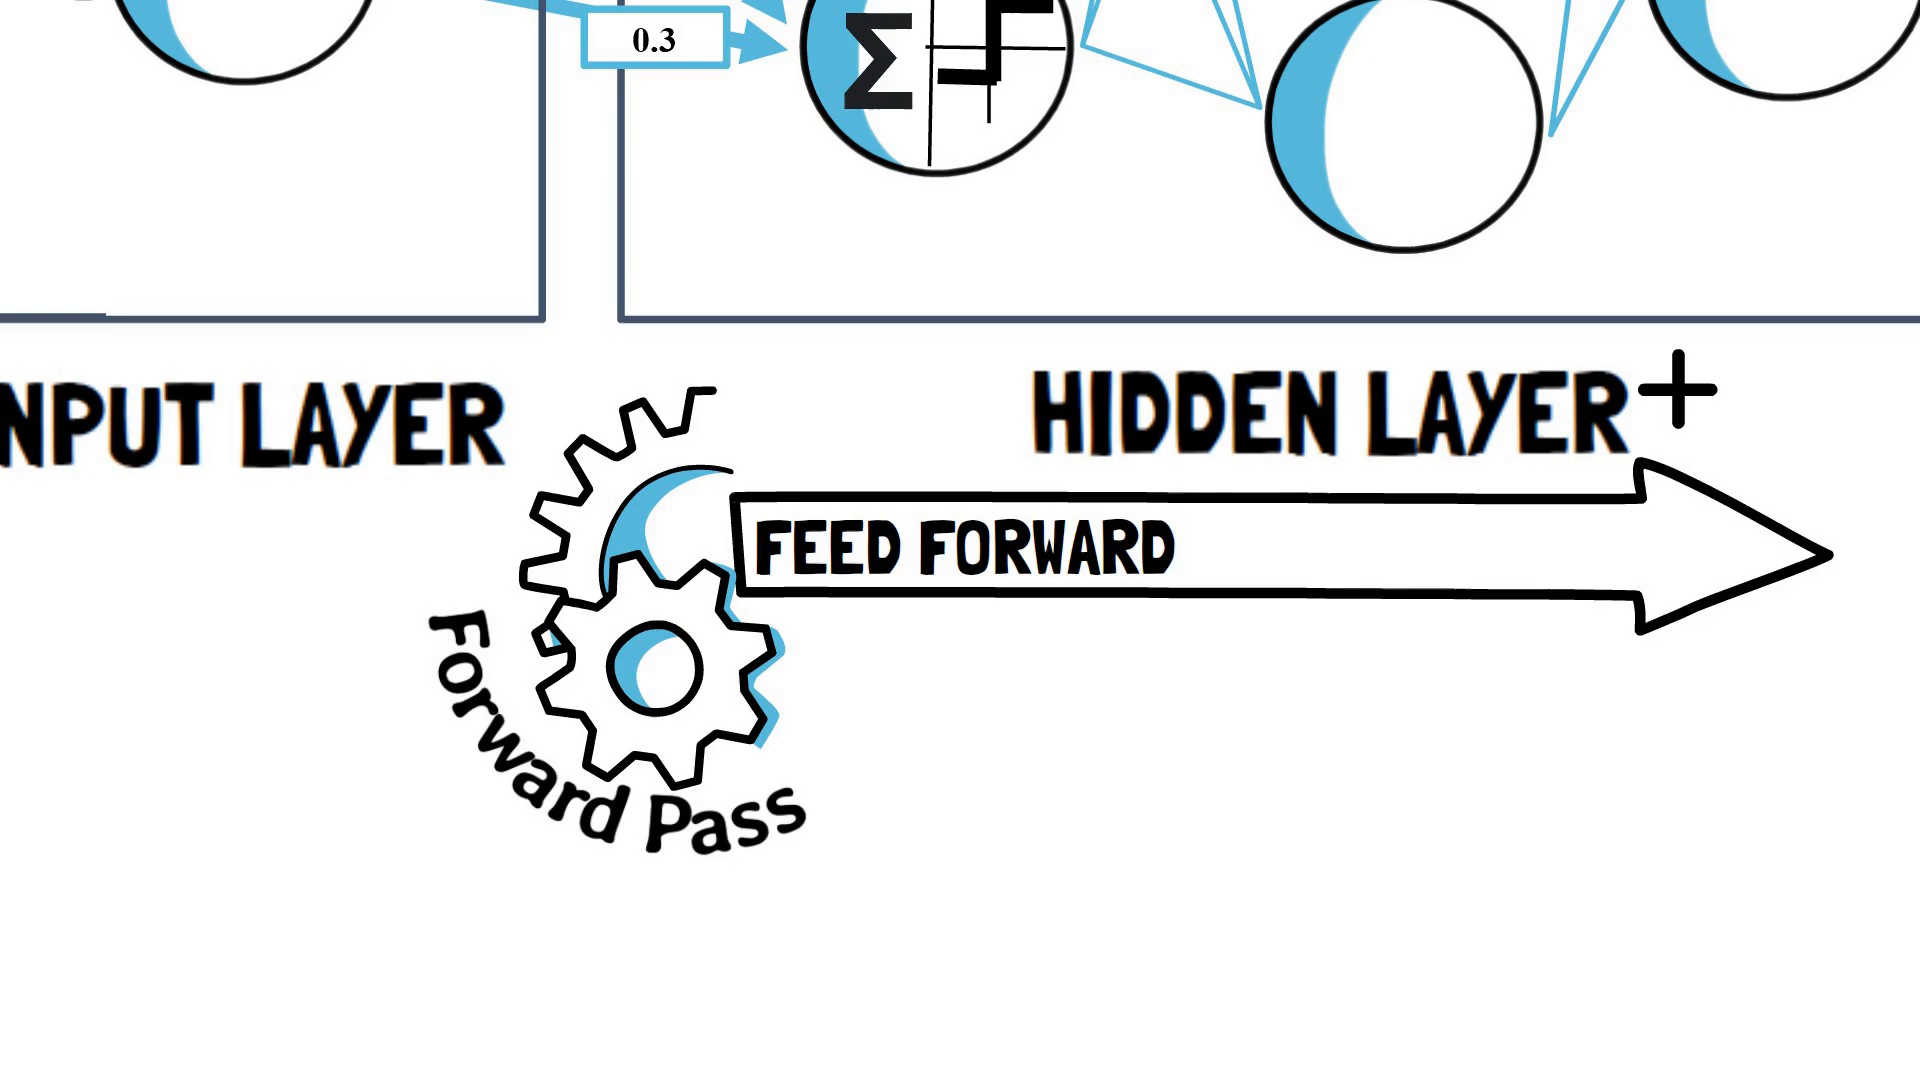 0.3
Σ
NPUT LAYER
HIDDEN LAYER+
FEED FORWARD
Forward Pass